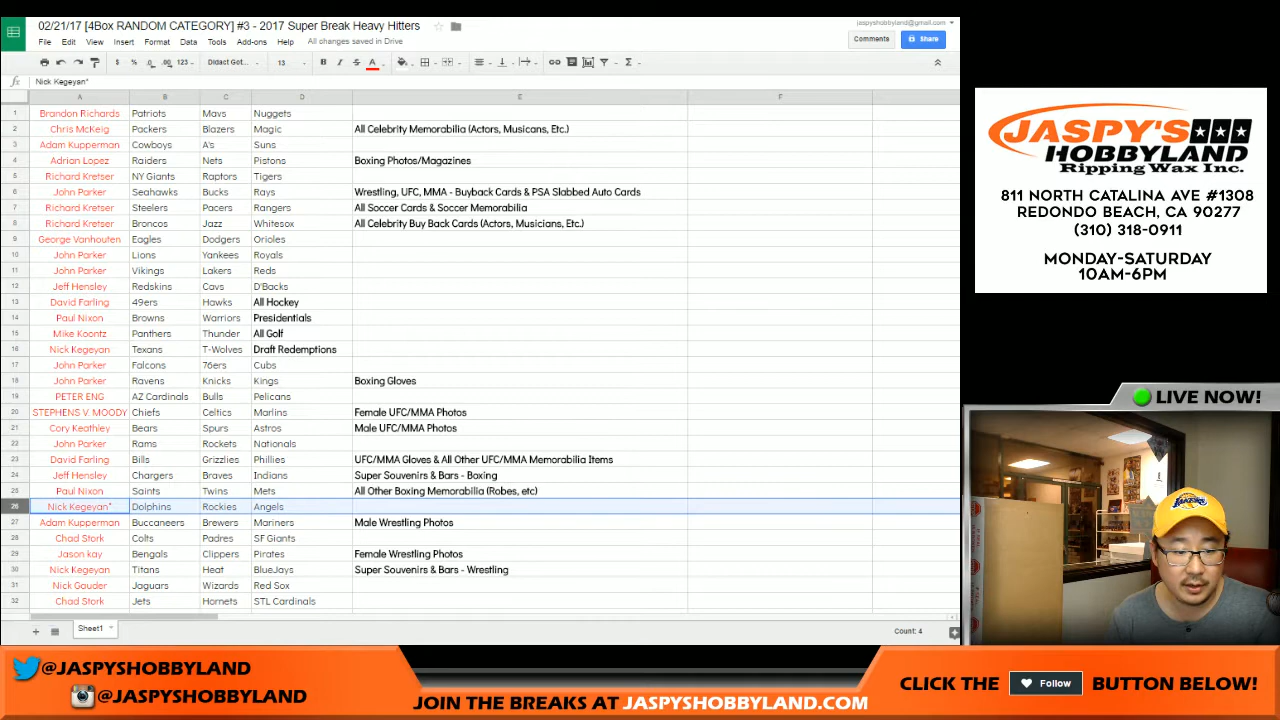 02/21/17 [4Box RANDOM CATEGORY] #3 - 2017 Super Break Heavy Hitters
jaspyshobbyland@gmail.com
File Edit View Insert Format Data Tools Add-ons Help All changes saved in Drive
Comments Share
$ % .0 .00 123 Didact Got... 13 B I S A
fx Nick Kegeyan*
A B C D E F
1 Brandon Richards Patriots Mavs Nuggets
2 Chris McKeig Packers Blazers Magic All Celebrity Memorabilia (Actors, Musicans, Etc.)
3 Adam Kupperman Cowboys A's Suns
4 Adrian Lopez Raiders Nets Pistons Boxing Photos/Magazines
5 Richard Kretser NY Giants Raptors Tigers
6 John Parker Seahawks Bucks Rays Wrestling, UFC, MMA - Buyback Cards & PSA Slabbed Auto Cards
7 Richard Kretser Steelers Pacers Rangers All Soccer Cards & Soccer Memorabilia
8 Richard Kretser Broncos Jazz Whitesox All Celebrity Buy Back Cards (Actors, Musicians, Etc.)
9 George Vanhouten Eagles Dodgers Orioles
10 John Parker Lions Yankees Royals
11 John Parker Vikings Lakers Reds
12 Jeff Hensley Redskins Cavs D'Backs
13 David Farling 49ers Hawks All Hockey
14 Paul Nixon Browns Warriors Presidentials
15 Mike Koontz Panthers Thunder All Golf
16 Nick Kegeyan Texans T-Wolves Draft Redemptions
17 John Parker Falcons 76ers Cubs
18 John Parker Ravens Knicks Kings Boxing Gloves
19 PETER ENG AZ Cardinals Bulls Pelicans
20 STEPHENS V. MOODY Chiefs Celtics Marlins Female UFC/MMA Photos
21 Cory Keathley Bears Spurs Astros Male UFC/MMA Photos
22 John Parker Rams Rockets Nationals
23 David Farling Bills Grizzlies Phillies UFC/MMA Gloves & All Other UFC/MMA Memorabilia Items
24 Jeff Hensley Chargers Braves Indians Super Souvenirs & Bars - Boxing
25 Paul Nixon Saints Twins Mets All Other Boxing Memorabilia (Robes, etc)
26 Nick Kegeyan* Dolphins Rockies Angels
27 Adam Kupperman Buccaneers Brewers Mariners Male Wrestling Photos
28 Chad Stork Colts Padres SF Giants
29 Jason kay Bengals Clippers Pirates Female Wrestling Photos
30 Nick Kegeyan Titans Heat BlueJays Super Souvenirs & Bars - Wrestling
31 Nick Gauder Jaguars Wizards Red Sox
32 Chad Stork Jets Hornets STL Cardinals
Sheet1
Count: 4
JASPY'S
HOBBYLAND
Ripping Wax Inc.
811 NORTH CATALINA AVE #1308
REDONDO BEACH, CA 90277
(310) 318-0911
MONDAY-SATURDAY
10AM-6PM
LIVE NOW!
@JASPYSHOBBYLAND
@JASPYSHOBBYLAND
JOIN THE BREAKS AT JASPYSHOBBYLAND.COM
CLICK THE Follow BUTTON BELOW!